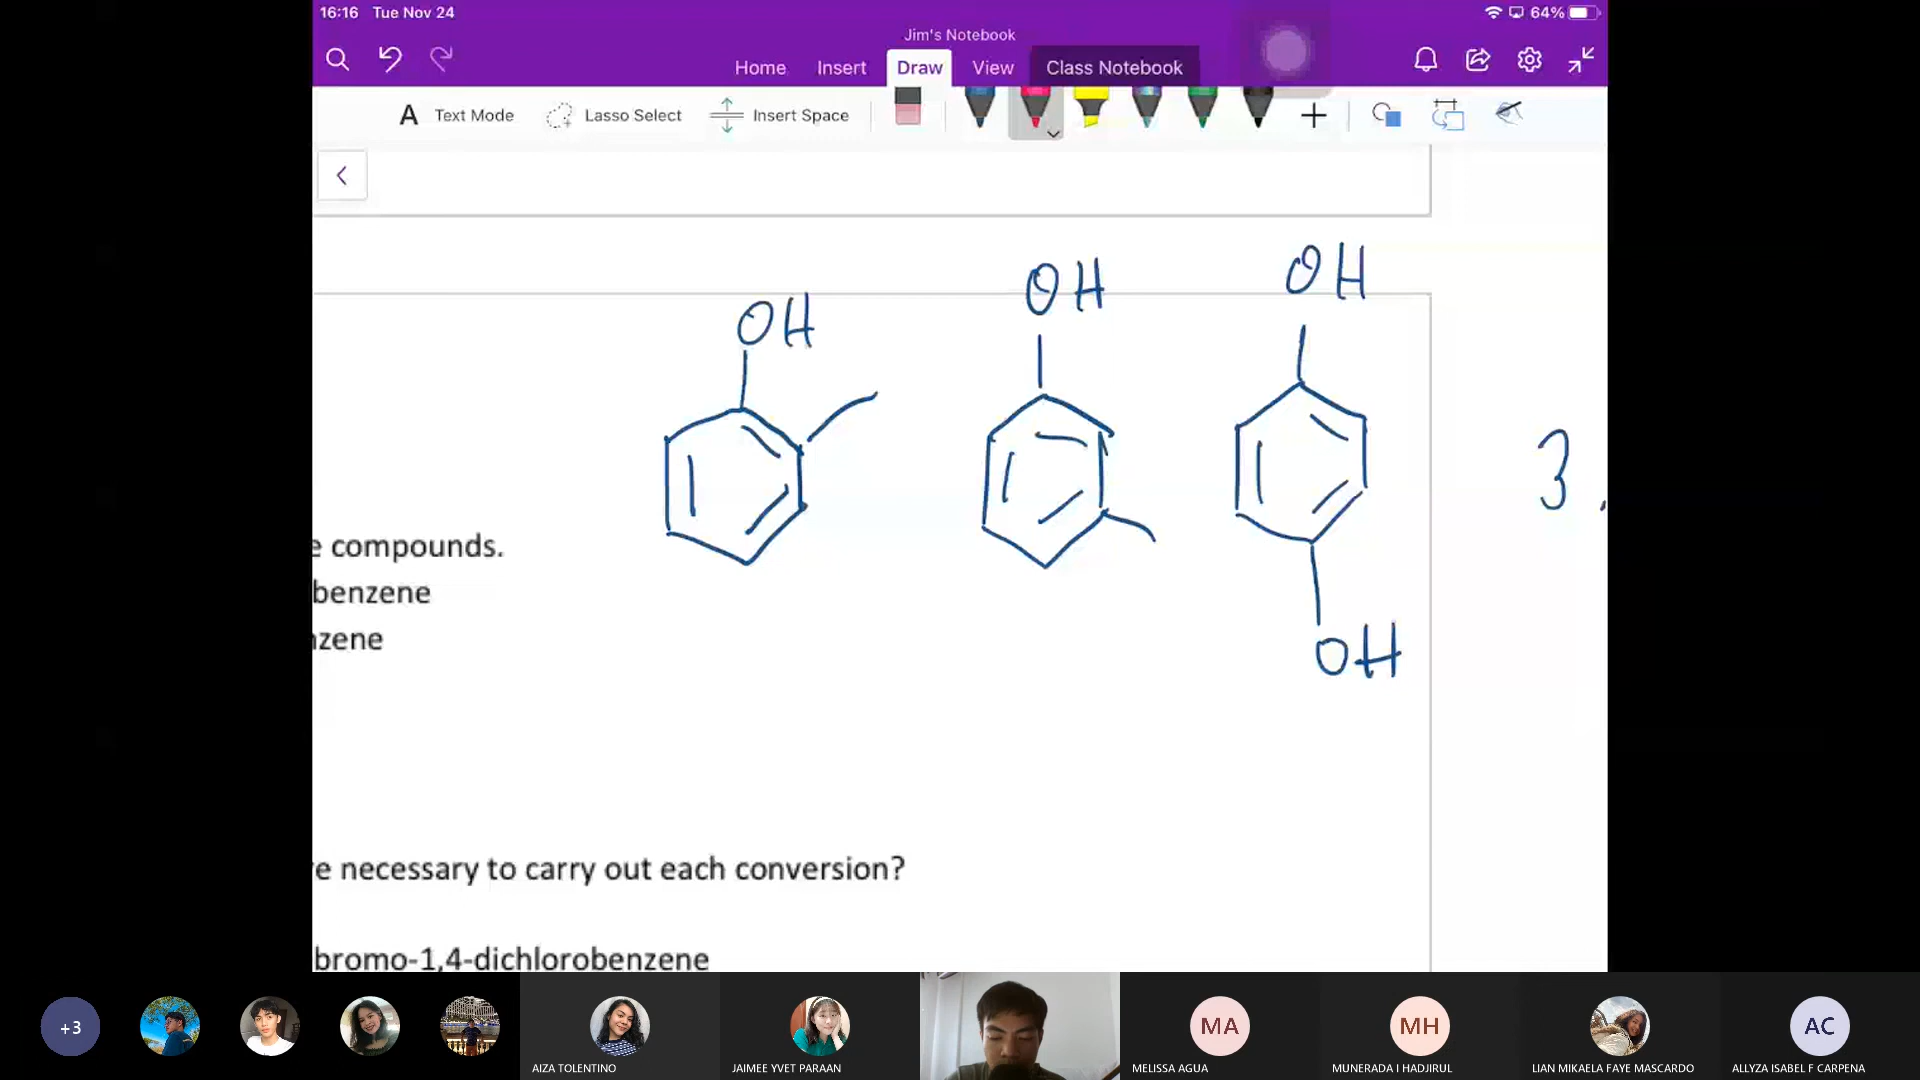 16:16 Tue Nov 24
64%
Jim's Notebook
Home Insert Draw View Class Notebook
A Text Mode Lasso Select Insert Space
OH OH OH
3.
e compounds.
benzene
nzene
OH
re necessary to carry out each conversion?
bromo-1,4-dichlorobenzene
+3 MA MH AC
AIZA TOLENTINO JAIMEE YVET PARAAN MELISSA AGUA MUNERADA I HADJIRUL LIAN MIKAELA FAYE MASCARDO ALLYZA ISABEL F CARPENA